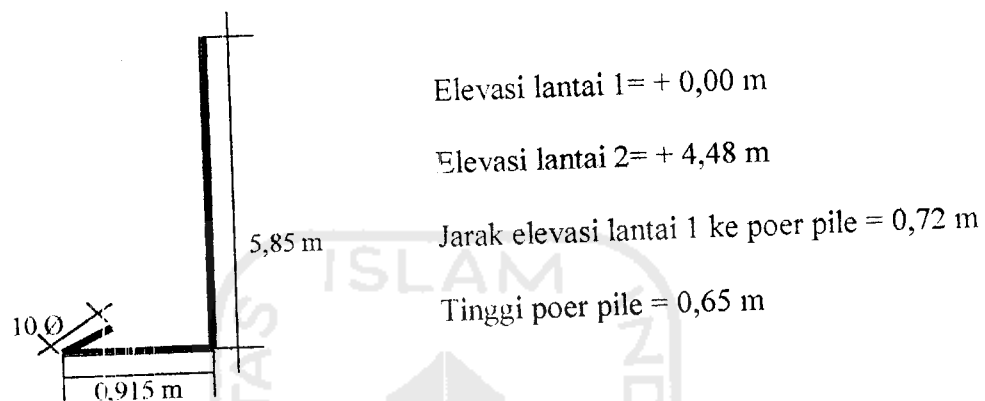 Elevasi lantai 1= + 0,00 m
Elevasi lantai 2= + 4,48 m
5,85 m
Jarak elevasi lantai 1 ke poer pile = 0,72 m
ISLAM
Tinggi poer pile = 0,65 m
10 Ø
0,915 m